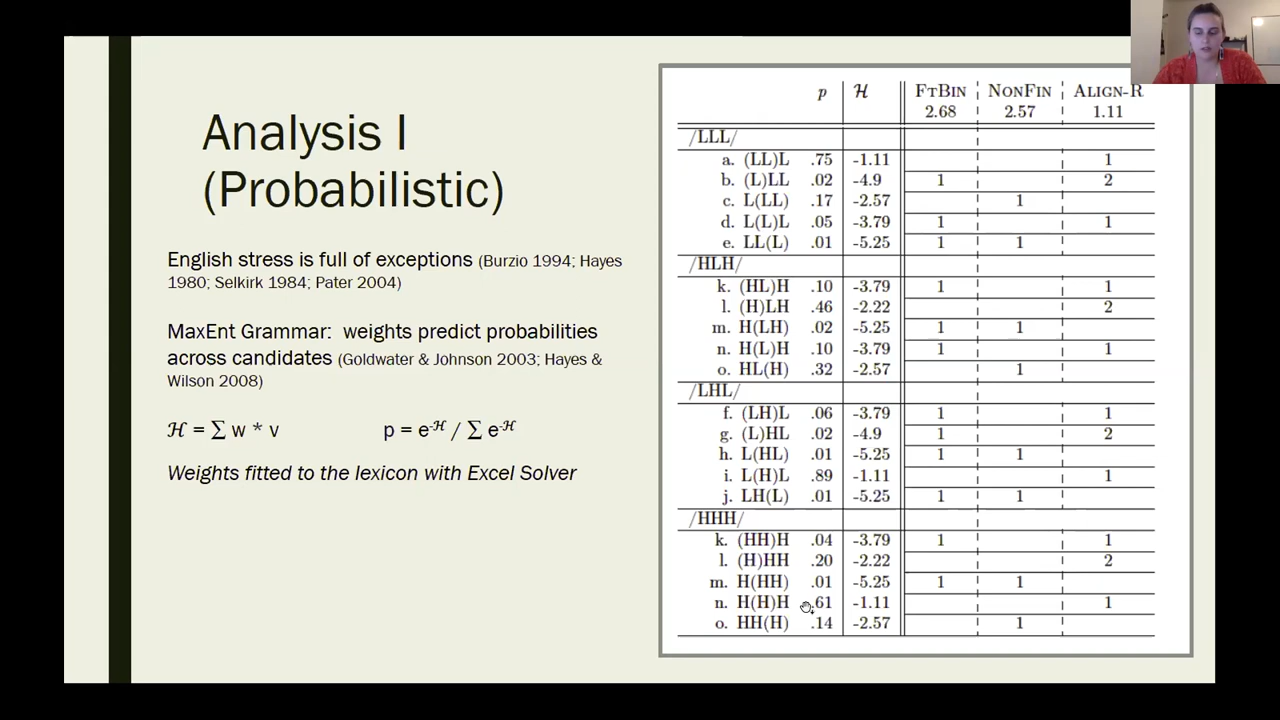 Analysis I
(Probabilistic)
English stress is full of exceptions (Burzio 1994; Hayes
1980; Selkirk 1984; Pater 2004)
MaxEnt Grammar: weights predict probabilities
across candidates (Goldwater & Johnson 2003; Hayes &
Wilson 2008)
ℋ = ∑ w * v p = e^-ℋ / ∑ e^-ℋ
Weights fitted to the lexicon with Excel Solver
p ℋ FtBin NonFin Align-R
2.68 2.57 1.11
/LLL/
a. (LL)L .75 -1.11 1
b. (L)LL .02 -4.9 1 2
c. L(LL) .17 -2.57 1
d. L(L)L .05 -3.79 1 1
e. LL(L) .01 -5.25 1 1
/HLH/
k. (HL)H .10 -3.79 1 1
l. (H)LH .46 -2.22 2
m. H(LH) .02 -5.25 1 1
n. H(L)H .10 -3.79 1 1
o. HL(H) .32 -2.57 1
/LHL/
f. (LH)L .06 -3.79 1 1
g. (L)HL .02 -4.9 1 2
h. L(HL) .01 -5.25 1 1
i. L(H)L .89 -1.11 1
j. LH(L) .01 -5.25 1 1
/HHH/
k. (HH)H .04 -3.79 1 1
l. (H)HH .20 -2.22 2
m. H(HH) .01 -5.25 1 1
n. H(H)H .61 -1.11 1
o. HH(H) .14 -2.57 1